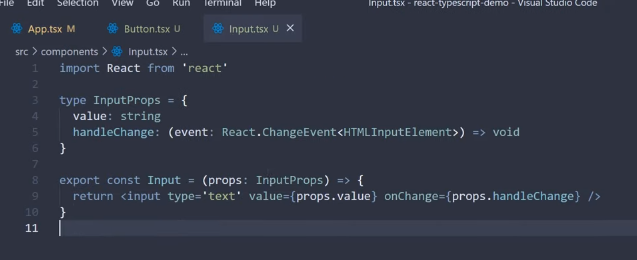 File Edit Selection View Go Run Terminal Help Input.tsx - react-typescript-demo - Visual Studio Code
App.tsx M Button.tsx U Input.tsx U ✕
src > components > Input.tsx > ...
1 import React from 'react'
2
3 type InputProps = {
4 value: string
5 handleChange: (event: React.ChangeEvent<HTMLInputElement>) => void
6 }
7
8 export const Input = (props: InputProps) => {
9 return <input type='text' value={props.value} onChange={props.handleChange} />
10 }
11